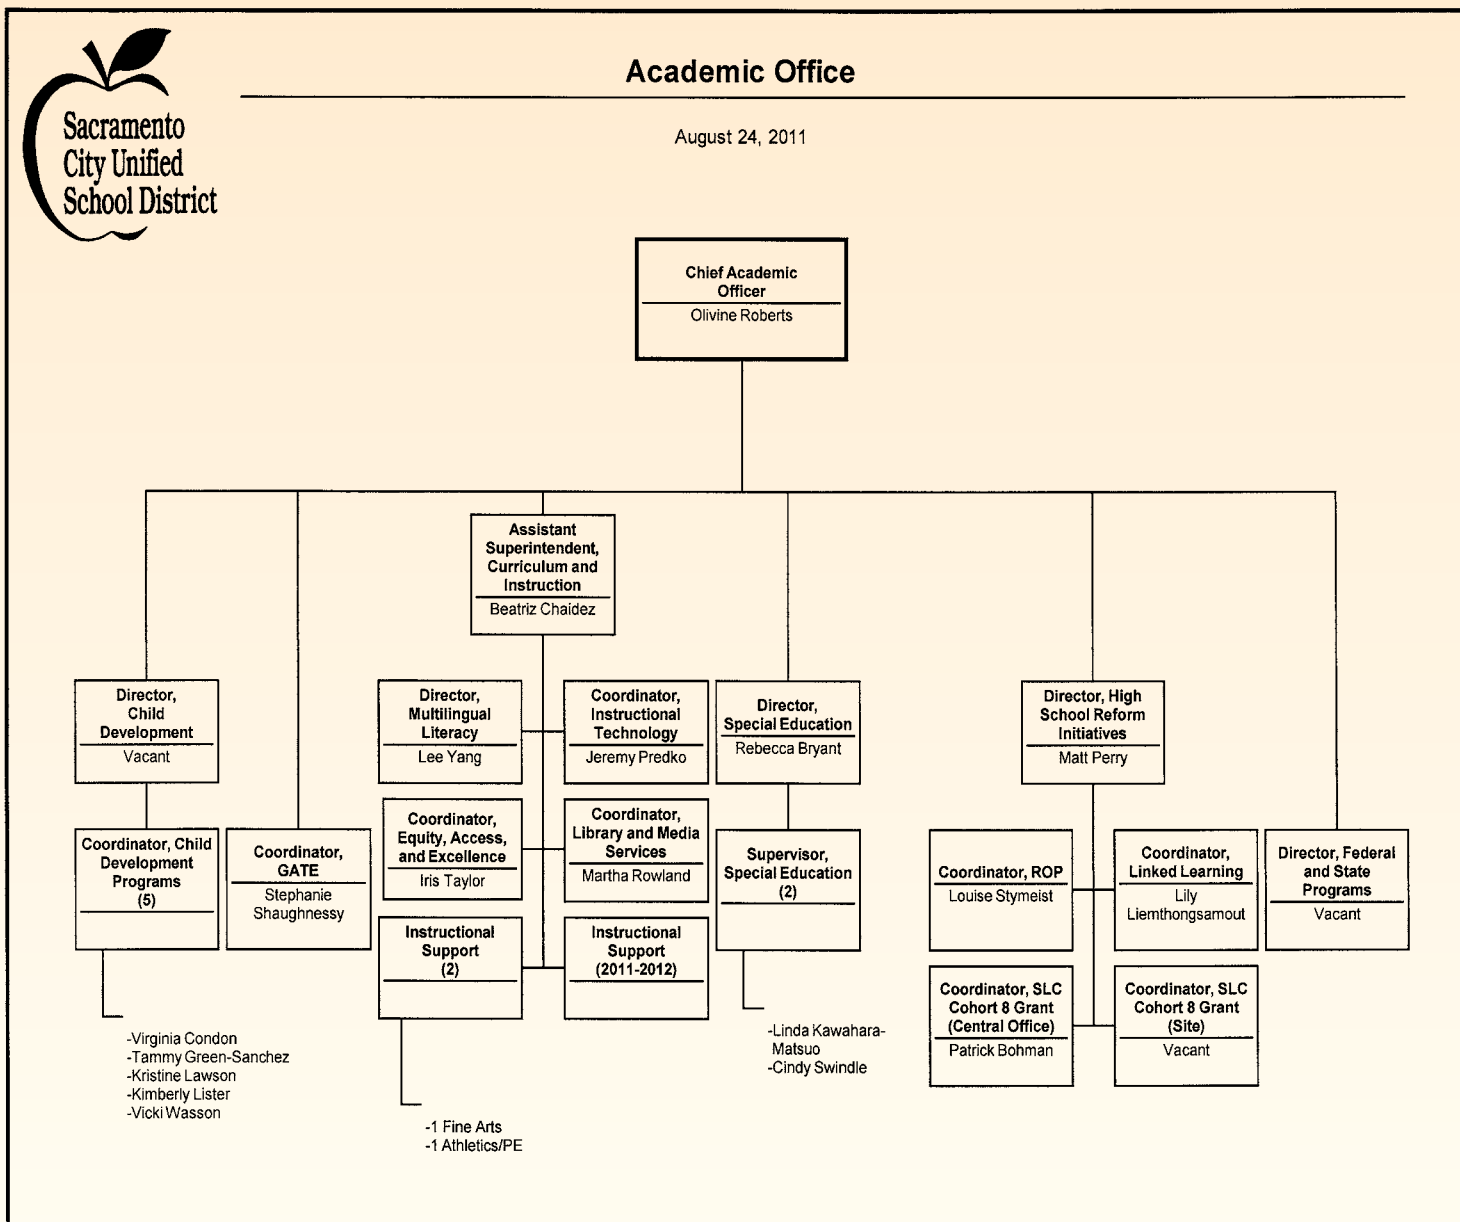 Sacramento
City Unified
School District
Academic Office
August 24, 2011
Chief Academic
Officer
Olivine Roberts
Assistant
Superintendent,
Curriculum and
Instruction
Beatriz Chaidez
Director,
Child
Development
Vacant
Director,
Multilingual
Literacy
Lee Yang
Coordinator,
Instructional
Technology
Jeremy Predko
Director,
Special Education
Rebecca Bryant
Director, High
School Reform
Initiatives
Matt Perry
Coordinator, Child
Development
Programs
(5)
Coordinator,
GATE
Stephanie
Shaughnessy
Coordinator,
Equity, Access,
and Excellence
Iris Taylor
Coordinator,
Library and Media
Services
Martha Rowland
Supervisor,
Special Education
(2)
Coordinator, ROP
Louise Stymeist
Coordinator,
Linked Learning
Lily
Liemthongsamout
Director, Federal
and State
Programs
Vacant
Instructional
Support
(2)
Instructional
Support
(2011-2012)
Coordinator, SLC
Cohort 8 Grant
(Central Office)
Patrick Bohman
Coordinator, SLC
Cohort 8 Grant
(Site)
Vacant
-Virginia Condon
-Tammy Green-Sanchez
-Kristine Lawson
-Kimberly Lister
-Vicki Wasson
-1 Fine Arts
-1 Athletics/PE
-Linda Kawahara-
Matsuo
-Cindy Swindle